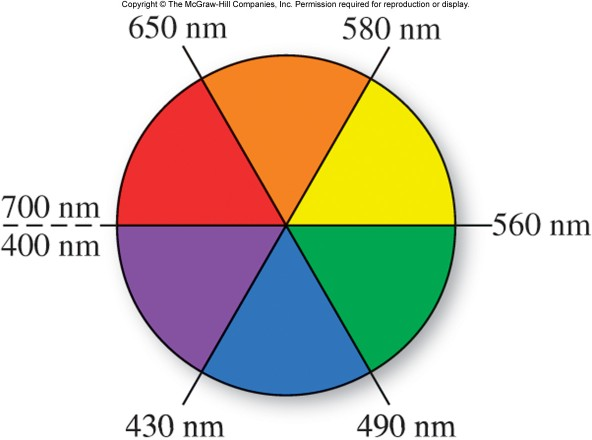 Copyright © The McGraw-Hill Companies, Inc. Permission required for reproduction or display.
650 nm
580 nm
700 nm
400 nm
560 nm
430 nm
490 nm